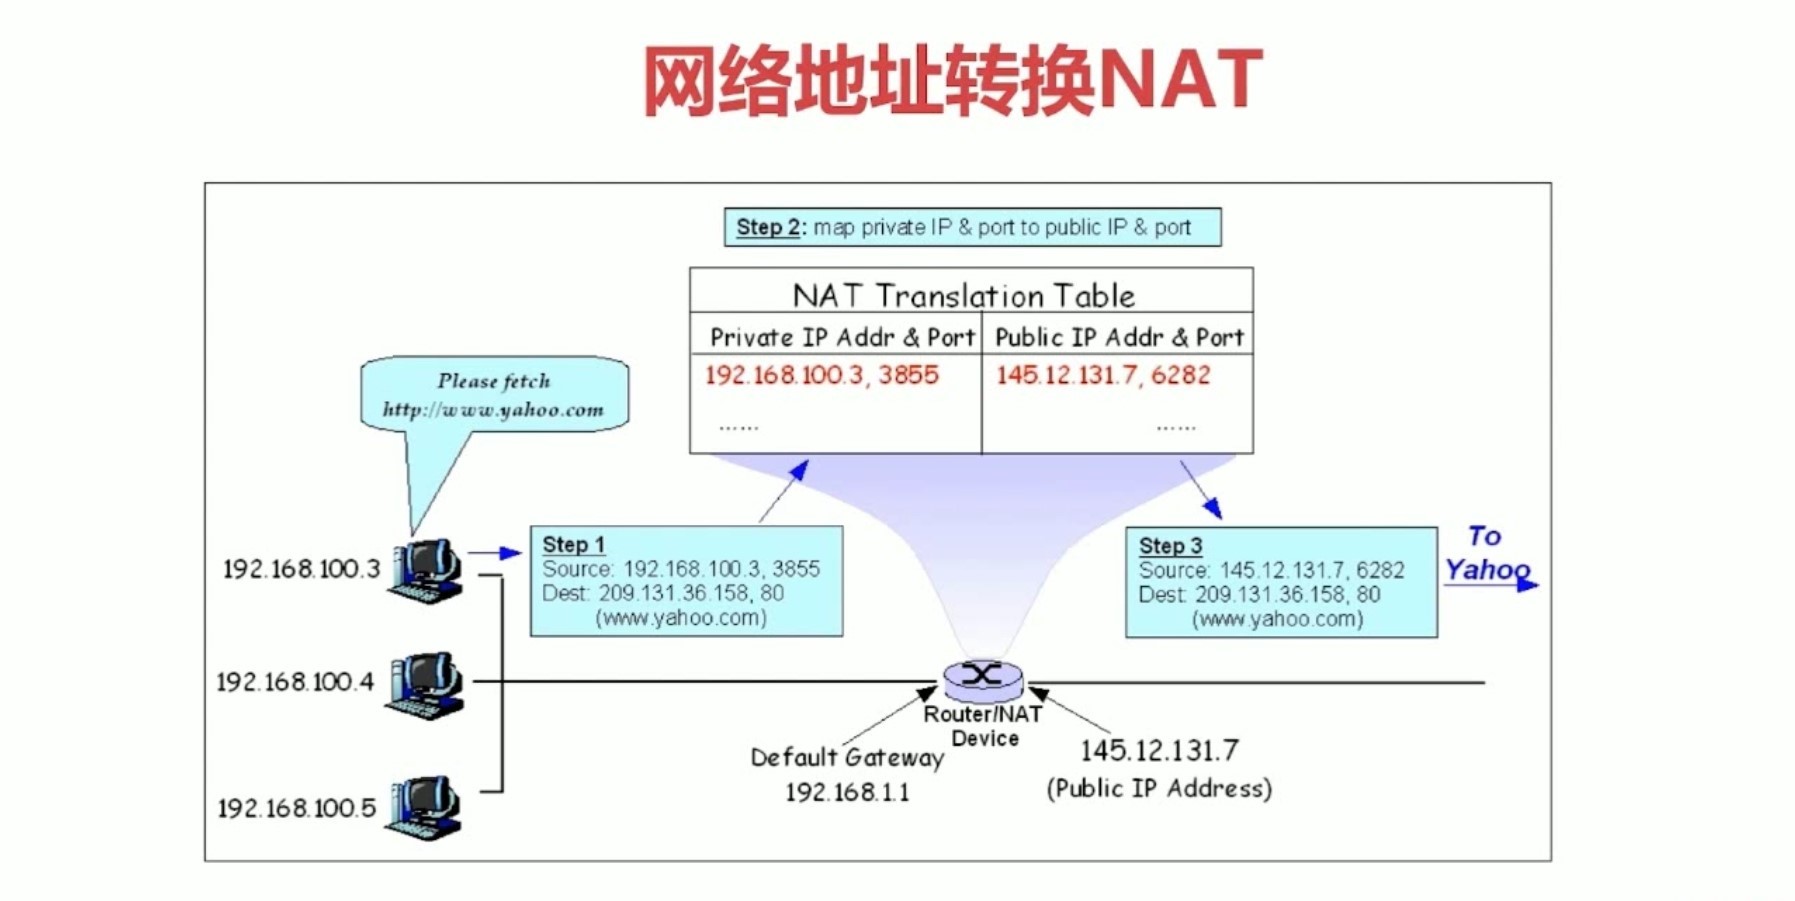 网络地址转换NAT
Step 2: map private IP & port to public IP & port
NAT Translation Table
Private IP Addr & Port
Public IP Addr & Port
192.168.100.3, 3855
145.12.131.7, 6282
......
......
Please fetch
http://www.yahoo.com
192.168.100.3
Step 1
Source: 192.168.100.3, 3855
Dest: 209.131.36.158, 80
(www.yahoo.com)
Step 3
Source: 145.12.131.7, 6282
Dest: 209.131.36.158, 80
(www.yahoo.com)
To
Yahoo
192.168.100.4
Router/NAT
Device
Default Gateway
192.168.1.1
145.12.131.7
(Public IP Address)
192.168.100.5